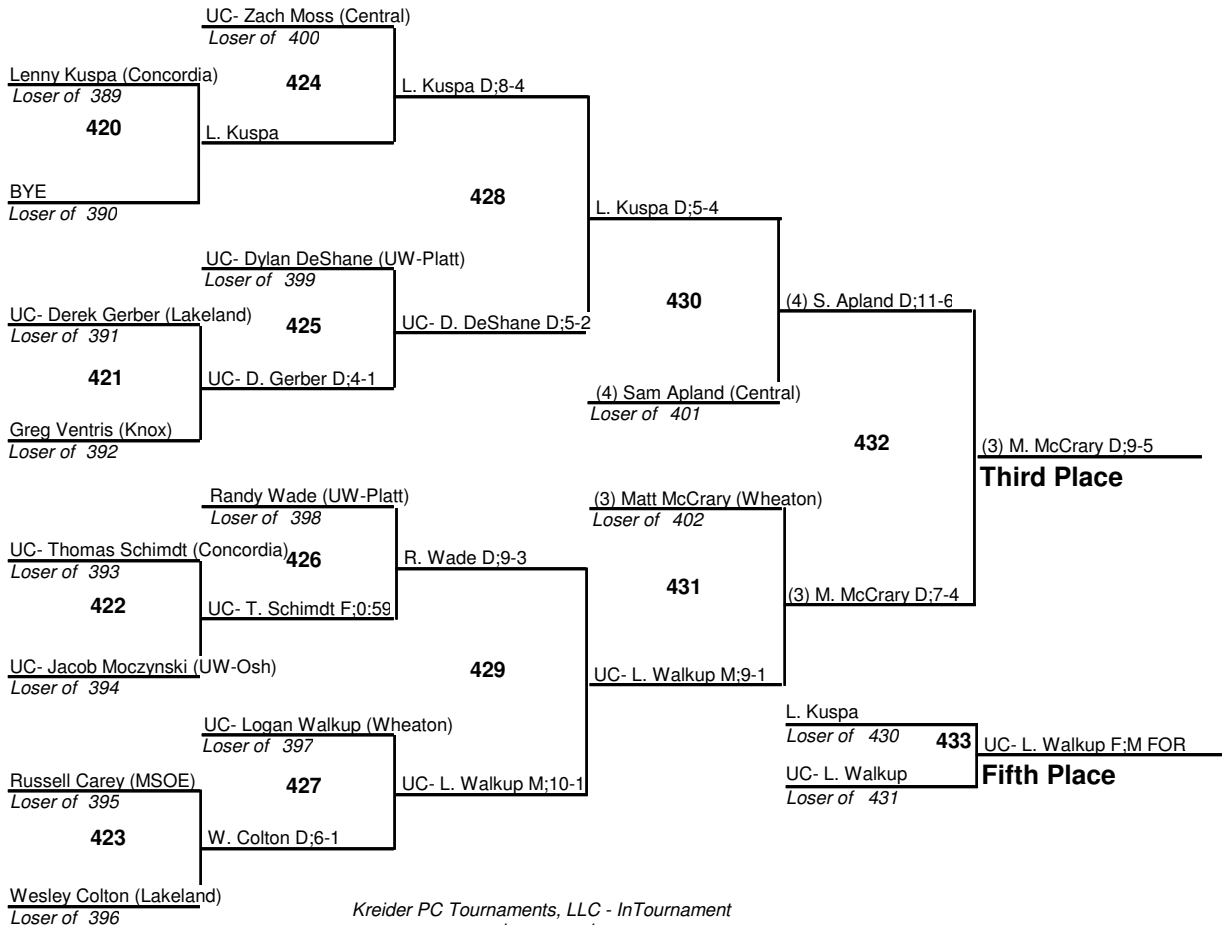 UC- Zach Moss (Central)
Loser of 400
Lenny Kuspa (Concordia)
Loser of 389
424
L. Kuspa D;8-4
420
L. Kuspa
BYE
Loser of 390
428
L. Kuspa D;5-4
UC- Dylan DeShane (UW-Platt)
Loser of 399
UC- Derek Gerber (Lakeland)
Loser of 391
425
UC- D. DeShane D;5-2
430
(4) S. Apland D;11-6
421
UC- D. Gerber D;4-1
(4) Sam Apland (Central)
Loser of 401
Greg Ventris (Knox)
Loser of 392
432
(3) M. McCrary D;9-5
Third Place
Randy Wade (UW-Platt)
Loser of 398
(3) Matt McCrary (Wheaton)
Loser of 402
UC- Thomas Schimdt (Concordia)
Loser of 393
426
R. Wade D;9-3
431
(3) M. McCrary D;7-4
422
UC- T. Schimdt F;0:59
UC- Jacob Moczynski (UW-Osh)
Loser of 394
429
UC- L. Walkup M;9-1
UC- Logan Walkup (Wheaton)
Loser of 397
L. Kuspa
Loser of 430
433
UC- L. Walkup F;M FOR
Fifth Place
UC- L. Walkup
Loser of 431
Russell Carey (MSOE)
Loser of 395
427
UC- L. Walkup M;10-1
423
W. Colton D;6-1
Wesley Colton (Lakeland)
Loser of 396
Kreider PC Tournaments, LLC - InTournament